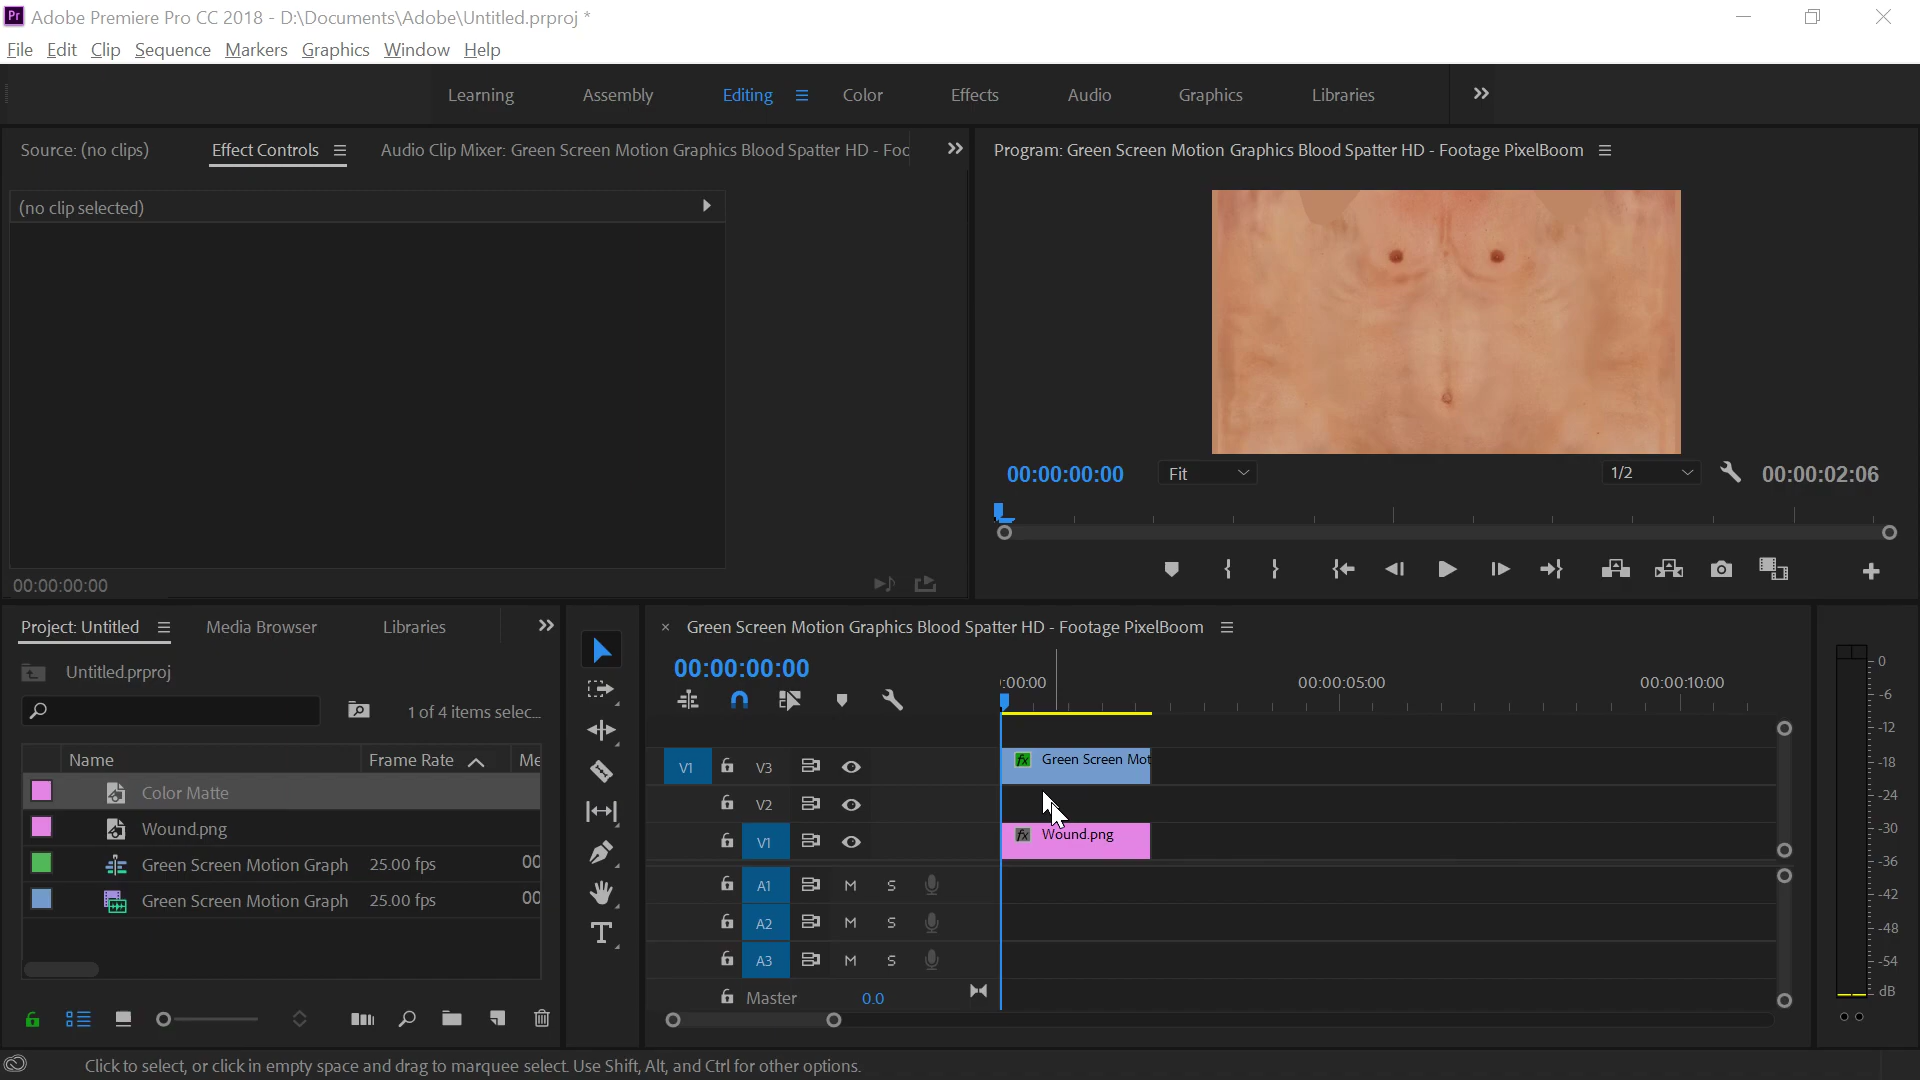 Adobe Premiere Pro CC 2018 - D:\Documents\Adobe\Untitled.prproj *
File Edit Clip Sequence Markers Graphics Window Help
Learning Assembly Editing Color Effects Audio Graphics Libraries
Source: (no clips) Effect Controls Audio Clip Mixer: Green Screen Motion Graphics Blood Spatter HD - Foo
Program: Green Screen Motion Graphics Blood Spatter HD - Footage PixelBoom
(no clip selected)
00:00:00:00 Fit 1/2 00:00:02:06
00:00:00:00
Project: Untitled Media Browser Libraries
Untitled.prproj
1 of 4 items selec...
Name Frame Rate Me
Color Matte
Wound.png
Green Screen Motion Graph 25.00 fps 00
Green Screen Motion Graph 25.00 fps 00
Green Screen Motion Graphics Blood Spatter HD - Footage PixelBoom
00:00:00:00
:00:00 00:00:05:00 00:00:10:00
V1 V3 Green Screen Mot
V2
V1 Wound.png
A1 M S
A2 M S
A3 M S
Master 0.0
0
-6
-12
-18
-24
-30
-36
-42
-48
-54
dB
Click to select, or click in empty space and drag to marquee select. Use Shift, Alt, and Ctrl for other options.